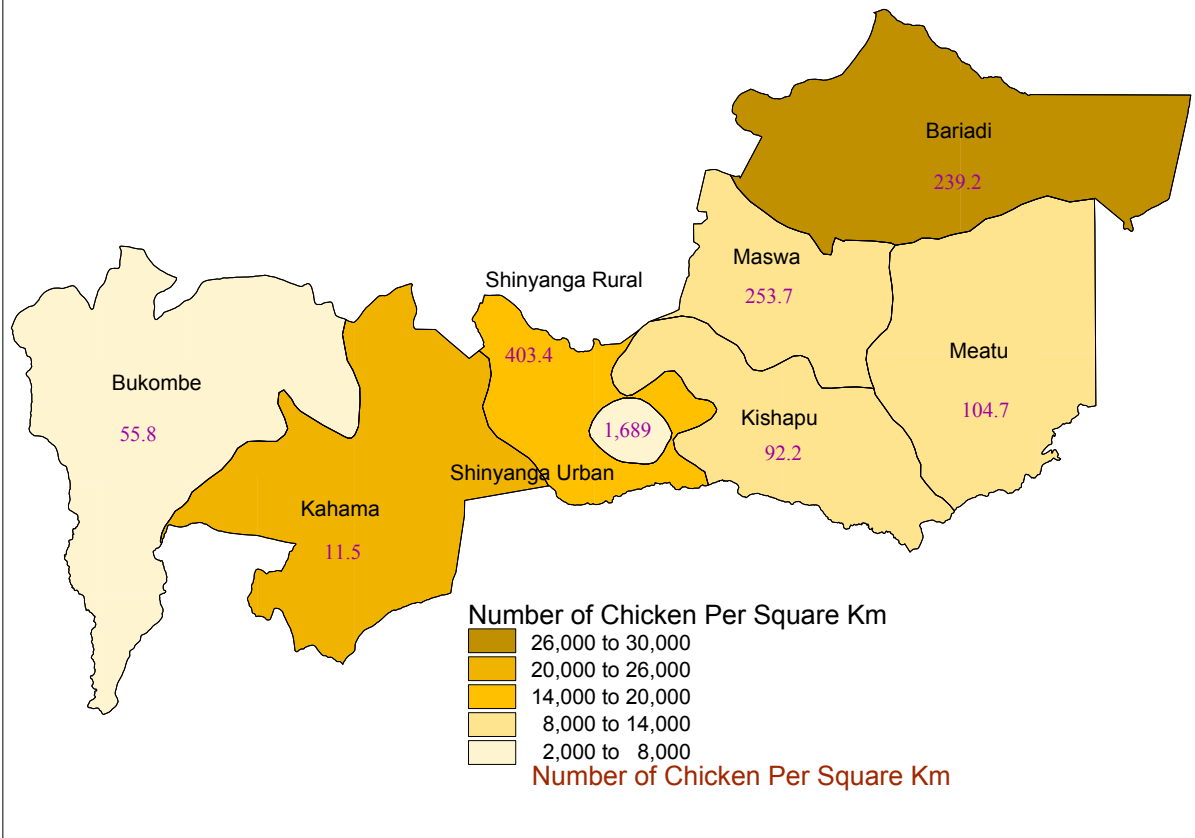 Bariadi
239.2
Maswa
253.7
Shinyanga Rural
403.4
Meatu
104.7
Bukombe
55.8
Kishapu
92.2
1,689
Shinyanga Urban
Kahama
11.5
Number of Chicken Per Square Km
26,000 to 30,000
20,000 to 26,000
14,000 to 20,000
8,000 to 14,000
2,000 to 8,000
Number of Chicken Per Square Km